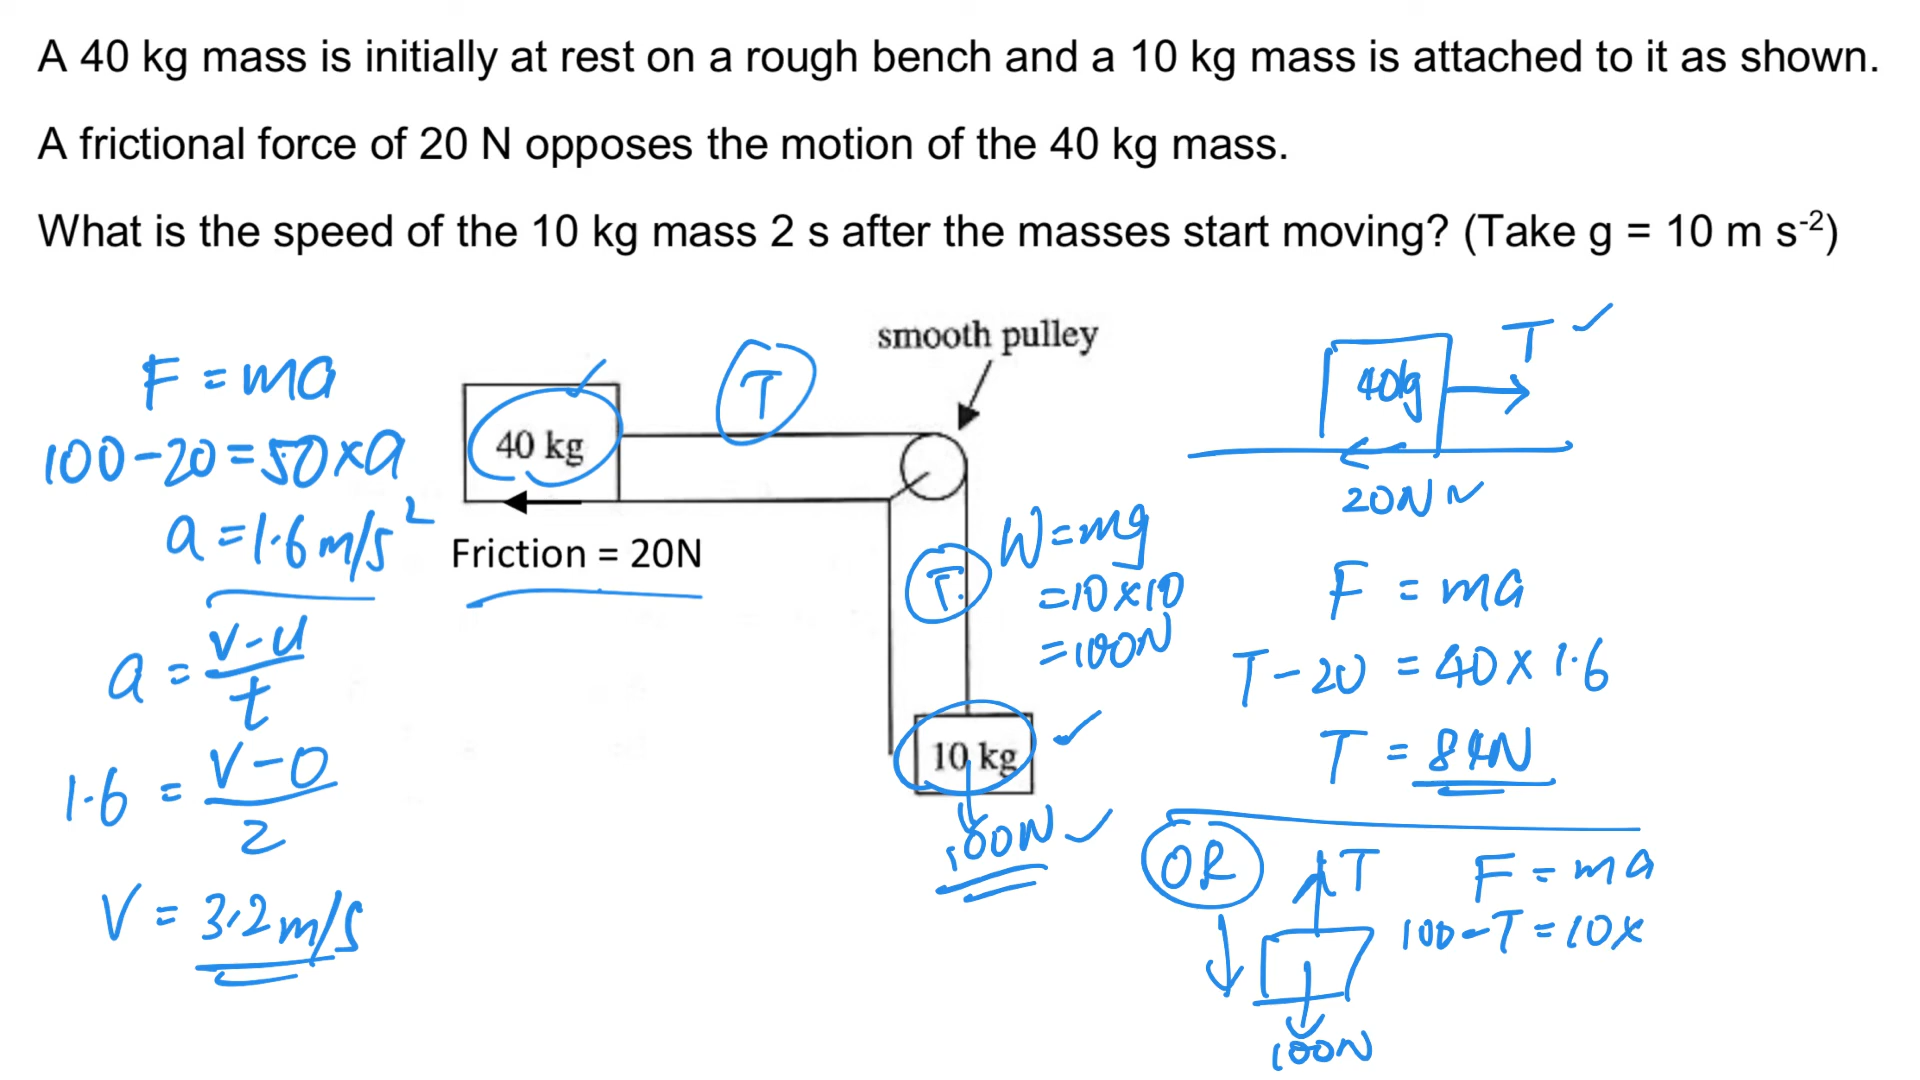 A 40 kg mass is initially at rest on a rough bench and a 10 kg mass is attached to it as shown.
A frictional force of 20 N opposes the motion of the 40 kg mass.
What is the speed of the 10 kg mass 2 s after the masses start moving? (Take g = 10 m s⁻²)
smooth pulley
F = ma
100-20=50×a
a=1.6m/s²
a = (v-u)/t
1.6 = (v-0)/2
V = 3.2m/s
40 kg
T
Friction = 20N
T
W=mg
=10×10
=100N
10 kg
100N
40kg
T
20N
F = ma
T-20 = 40×1.6
T = 84N
OR
T
100N
F = ma
100-T=10×